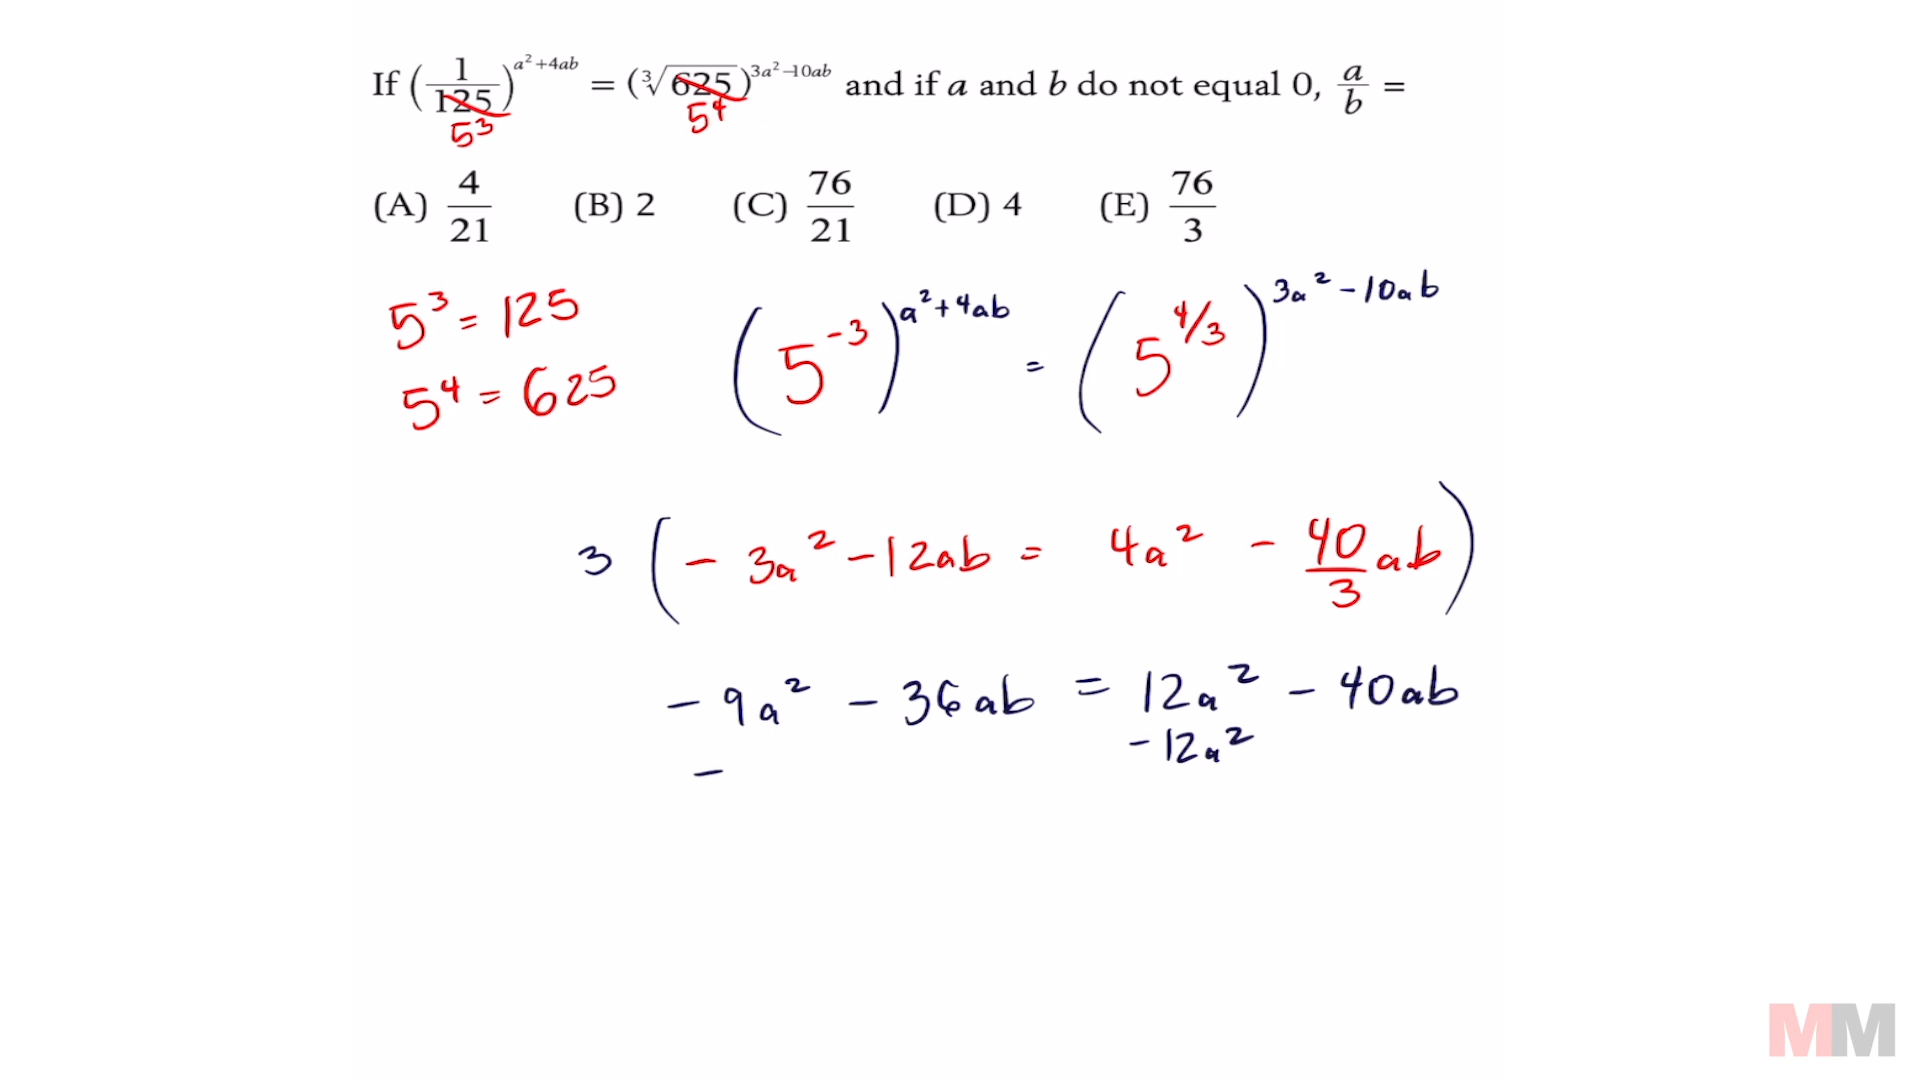 If (1/125)^(a²+4ab) = (³√625)^(3a²−10ab) and if a and b do not equal 0, a/b =
5³ 5⁴
(A) 4/21 (B) 2 (C) 76/21 (D) 4 (E) 76/3
5³ = 125
5⁴ = 625
(5⁻³)^(a²+4ab) = (5^(4/3))^(3a²−10ab)
3(−3a² −12ab = 4a² − 40/3 ab)
−9a² − 36ab = 12a² − 40ab
− −12a²
MM